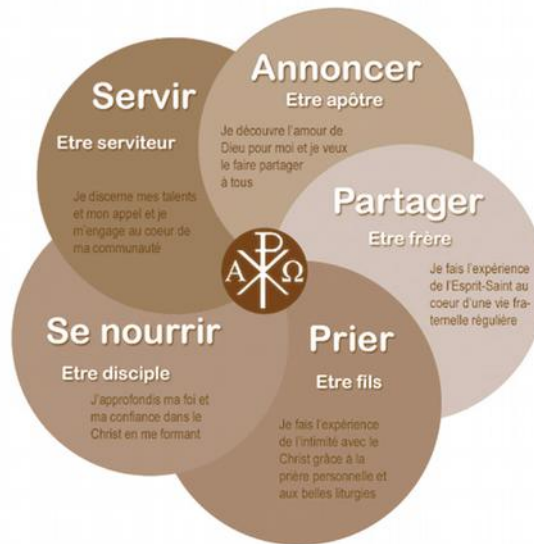 Annoncer
Etre apôtre
Je découvre l'amour de
Dieu pour moi et je veux
le faire partager
à tous
Servir
Etre serviteur
Je discerne mes talents
et mon appel et je
m'engage au coeur de
ma communauté
Partager
Etre frère
Je fais l'expérience
de l'Esprit-Saint au
coeur d'une vie fra-
ternelle régulière
Α Ω
Se nourrir
Etre disciple
J'approfondis ma foi et
ma confiance dans le
Christ en me formant
Prier
Etre fils
Je fais l'expérience
de l'intimité avec le
Christ grâce à la
prière personnelle et
aux belles liturgies